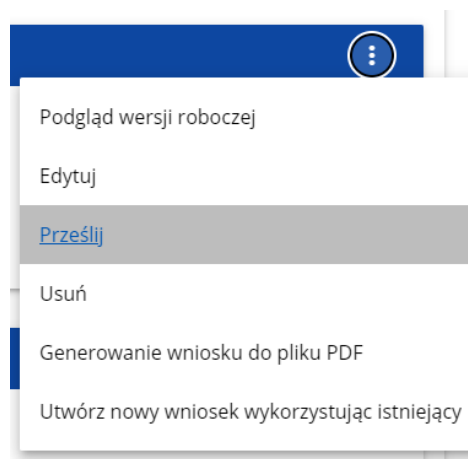 Podgląd wersji roboczej
Edytuj
Prześlij
Usuń
Generowanie wniosku do pliku PDF
Utwórz nowy wniosek wykorzystując istniejący